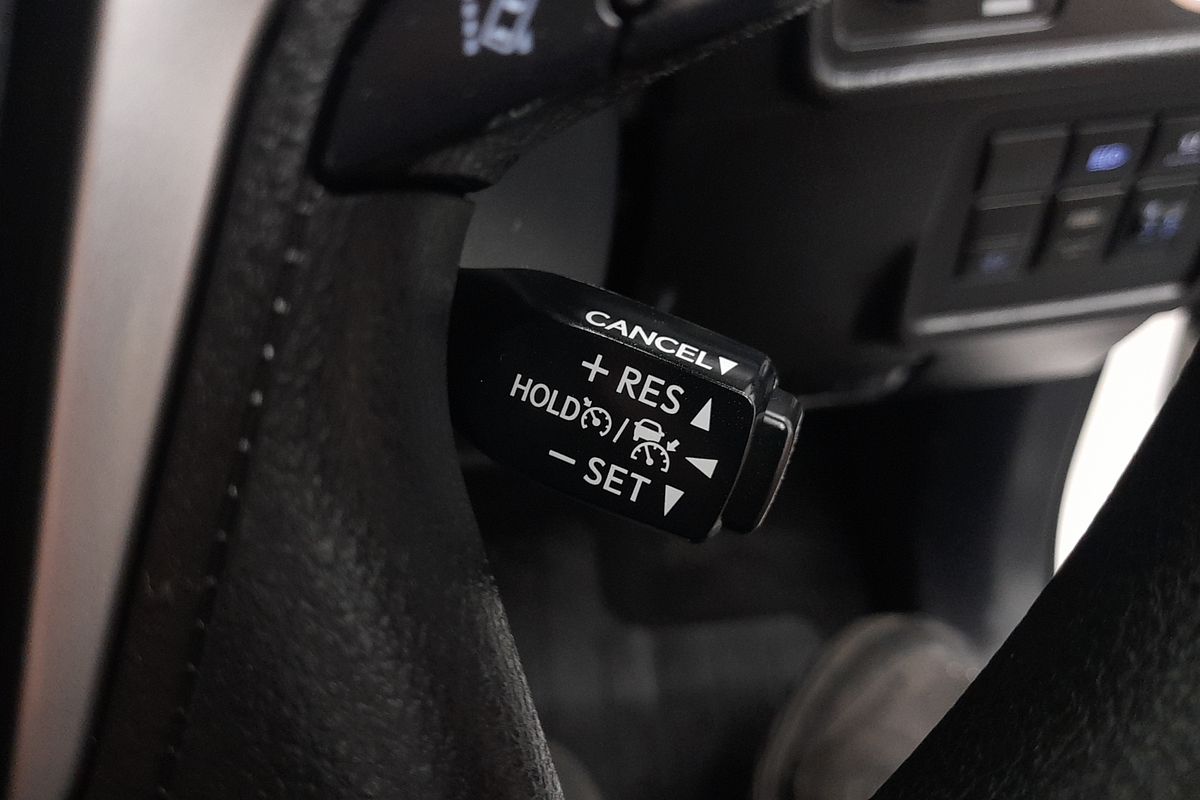 CANCEL▼
+ RES ▲
HOLD / ◀
− SET ▼